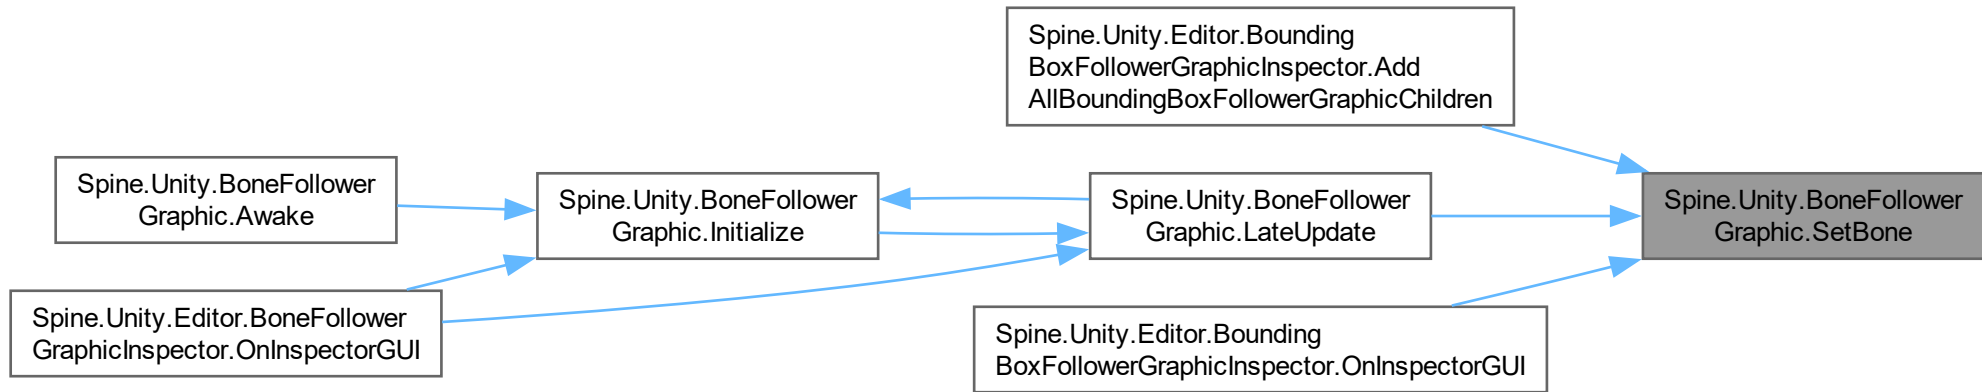 Spine.Unity.Editor.Bounding
BoxFollowerGraphicInspector.Add
AllBoundingBoxFollowerGraphicChildren
Spine.Unity.BoneFollower
Graphic.Awake
Spine.Unity.BoneFollower
Graphic.Initialize
Spine.Unity.BoneFollower
Graphic.LateUpdate
Spine.Unity.BoneFollower
Graphic.SetBone
Spine.Unity.Editor.BoneFollower
GraphicInspector.OnInspectorGUI
Spine.Unity.Editor.Bounding
BoxFollowerGraphicInspector.OnInspectorGUI